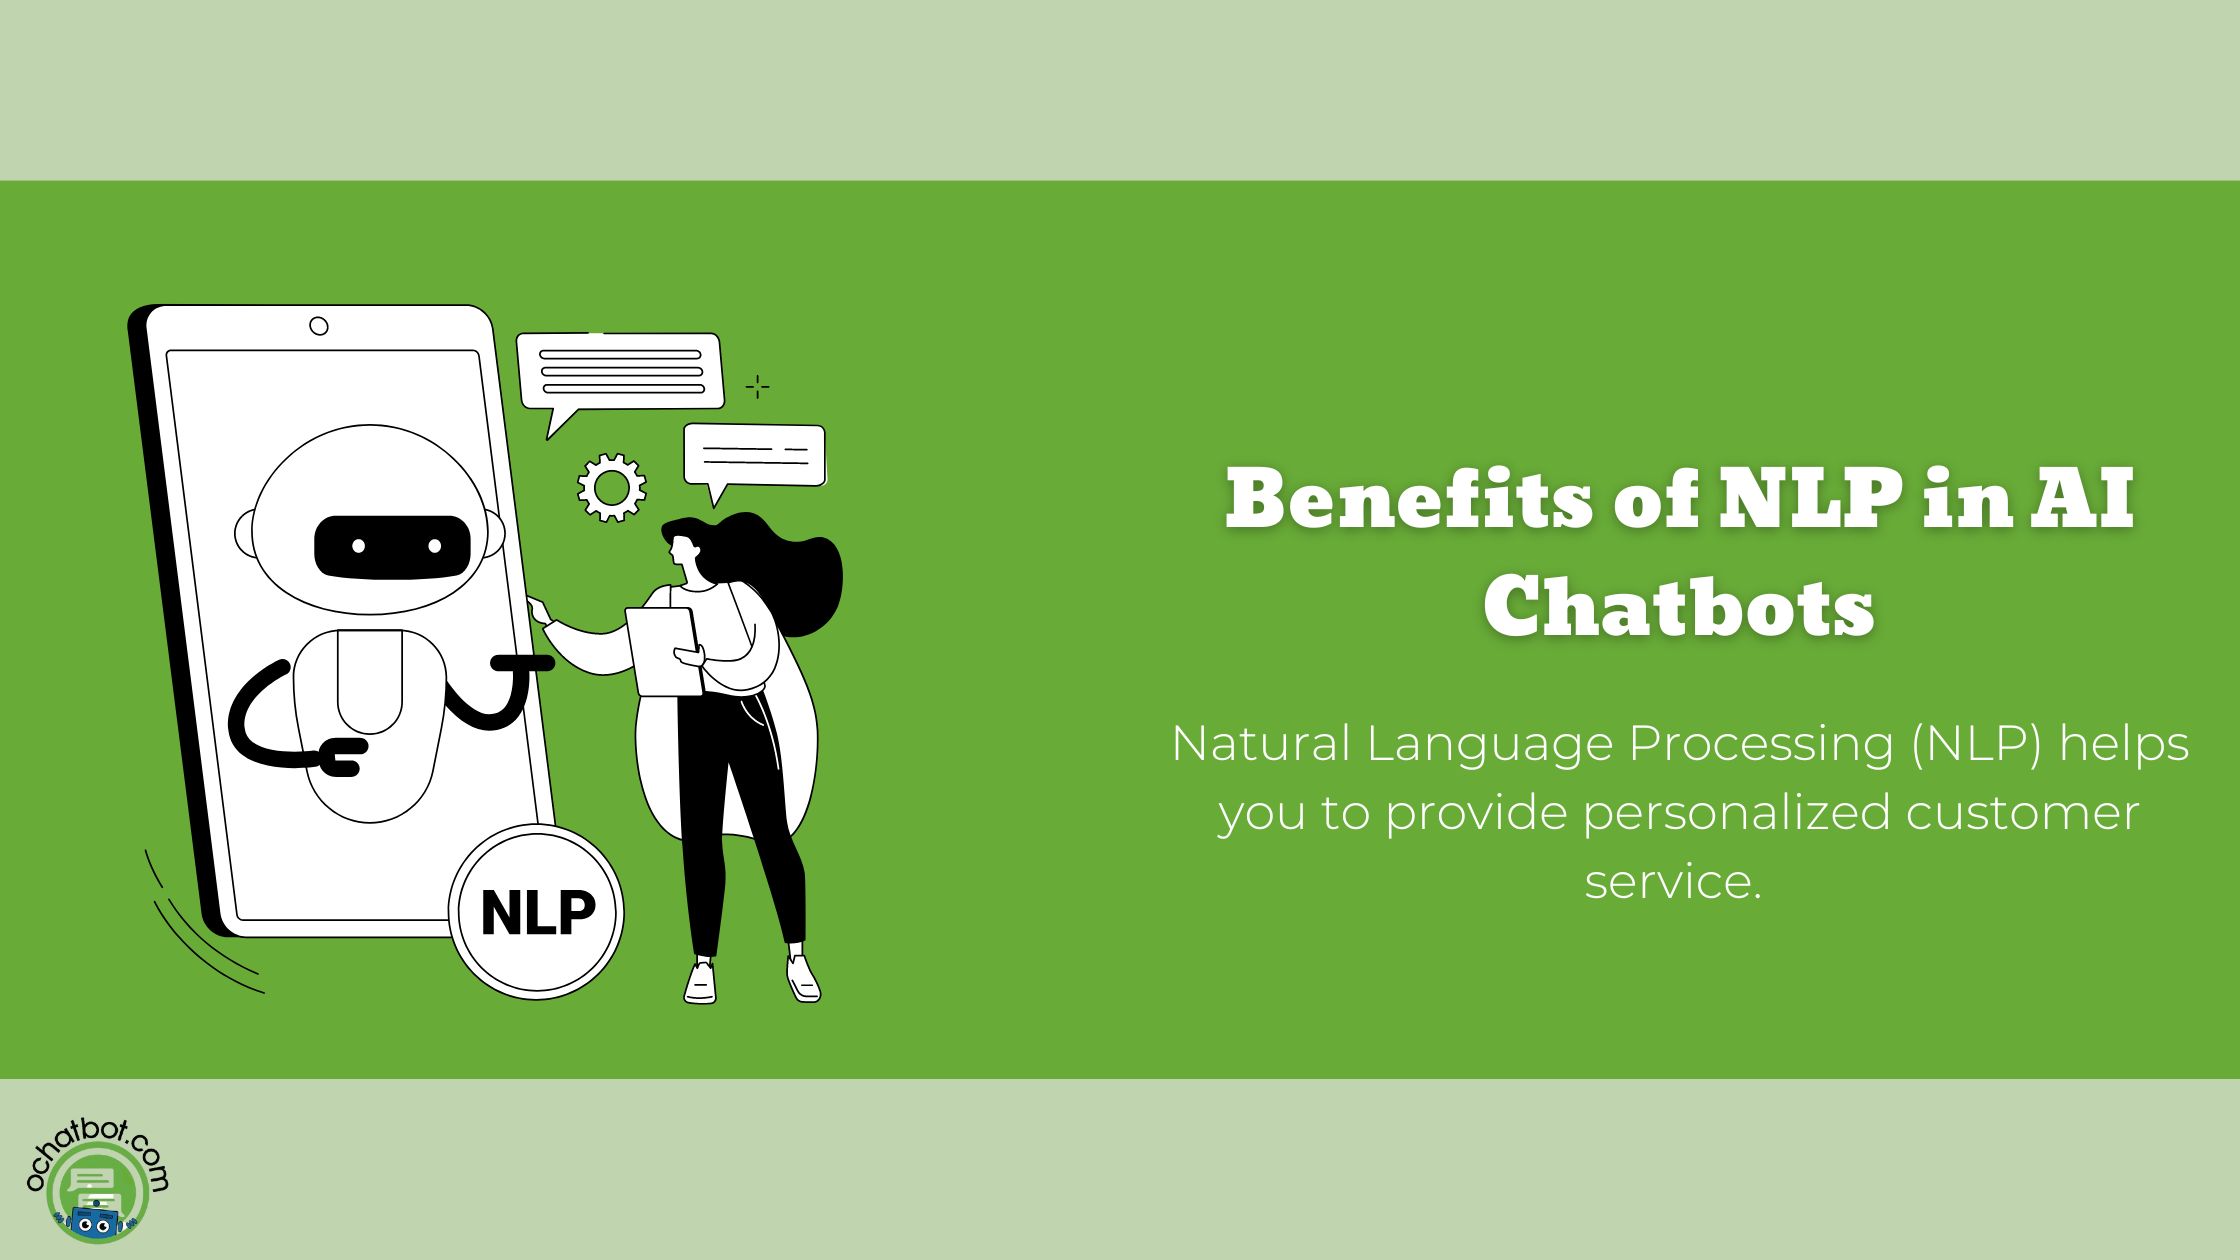 Benefits of NLP in AI
Chatbots
Natural Language Processing (NLP) helps
you to provide personalized customer
service.
NLP
ochatbot.com